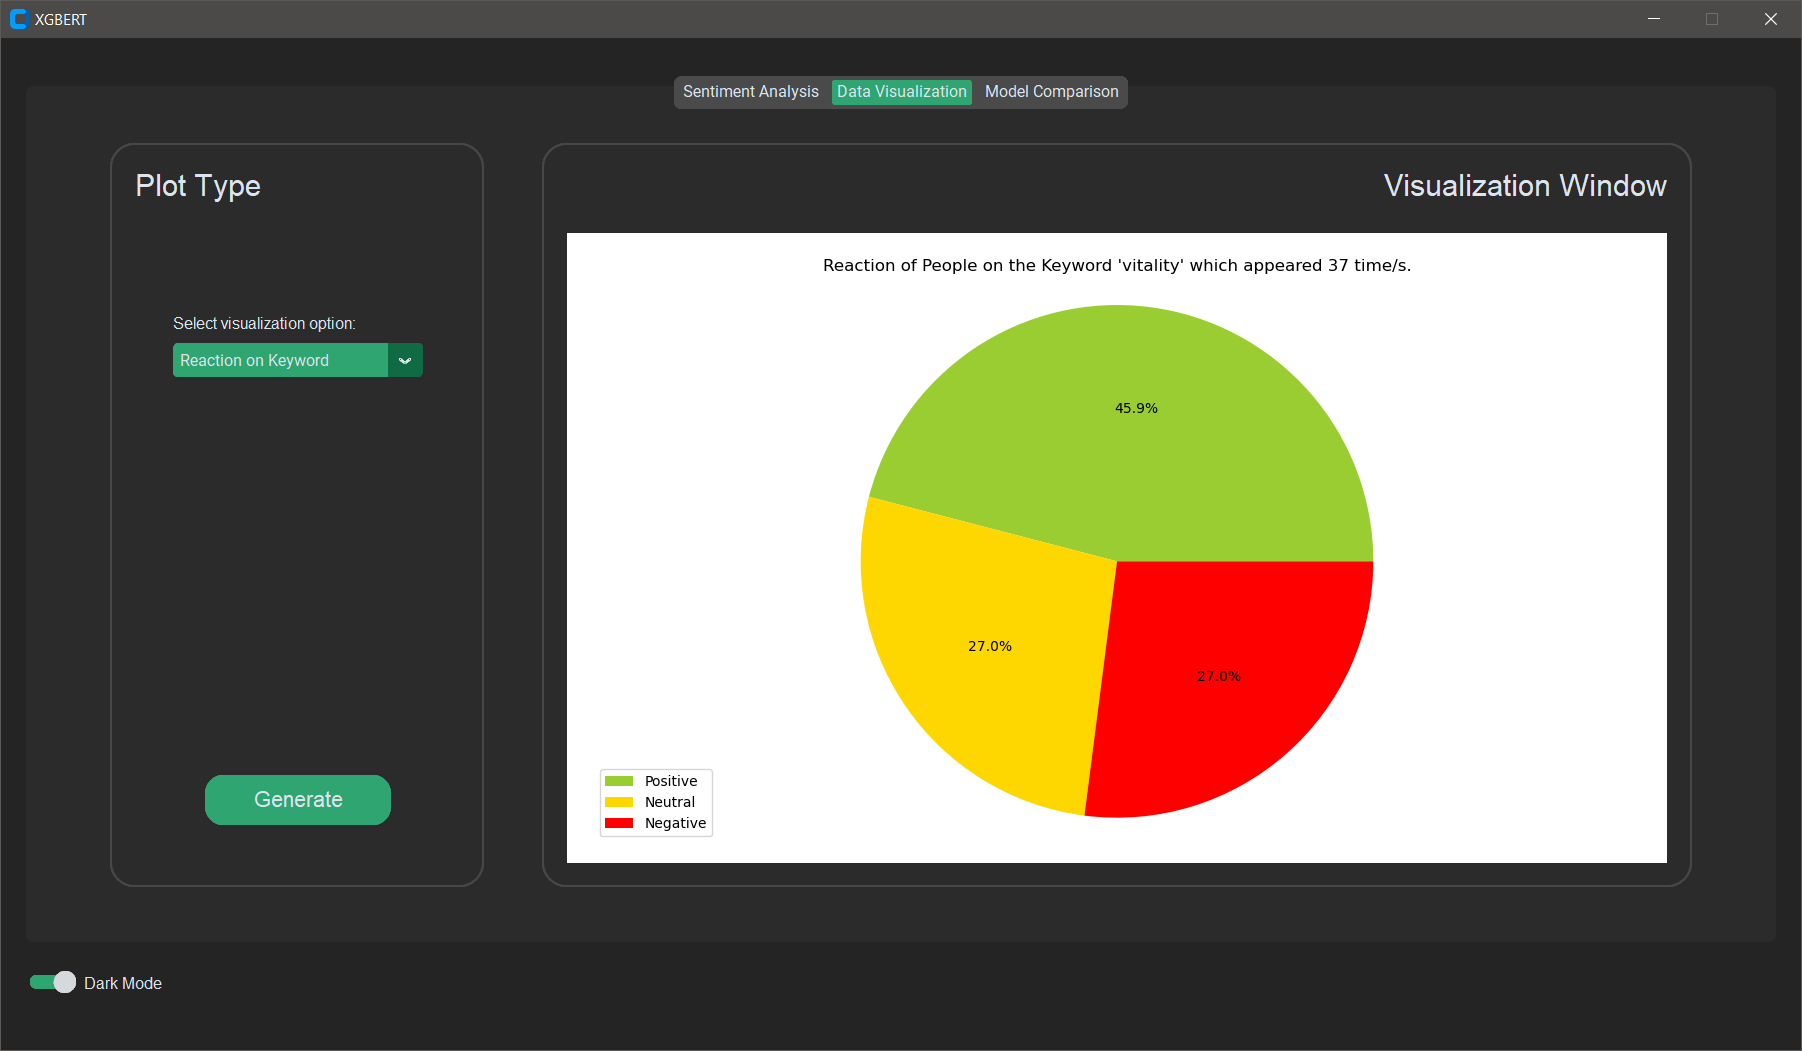 XGBERT
Sentiment Analysis Data Visualization Model Comparison
Plot Type
Select visualization option:
Reaction on Keyword
Generate
Visualization Window
Reaction of People on the Keyword 'vitality' which appeared 37 time/s.
45.9%
27.0%
27.0%
Positive
Neutral
Negative
Dark Mode